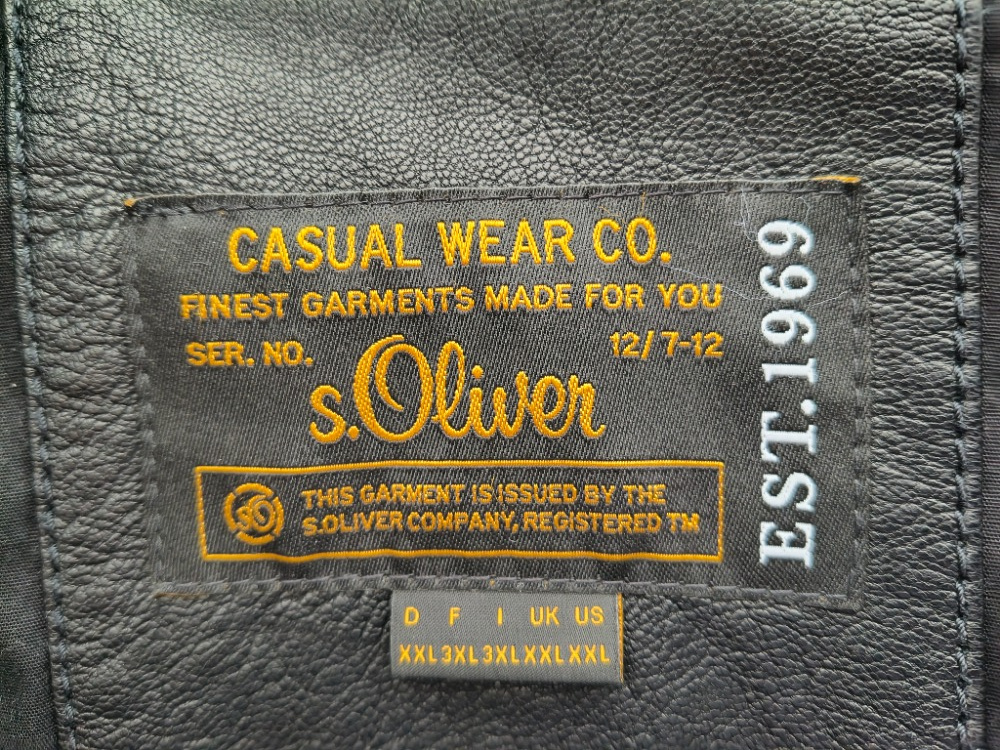 CASUAL WEAR CO.
FINEST GARMENTS MADE FOR YOU
SER. NO. 12/7-12
s.Oliver
SO THIS GARMENT IS ISSUED BY THE
S.OLIVER COMPANY, REGISTERED TM
EST.1969
D F I UK US
XXL 3XL 3XL XXL XXL